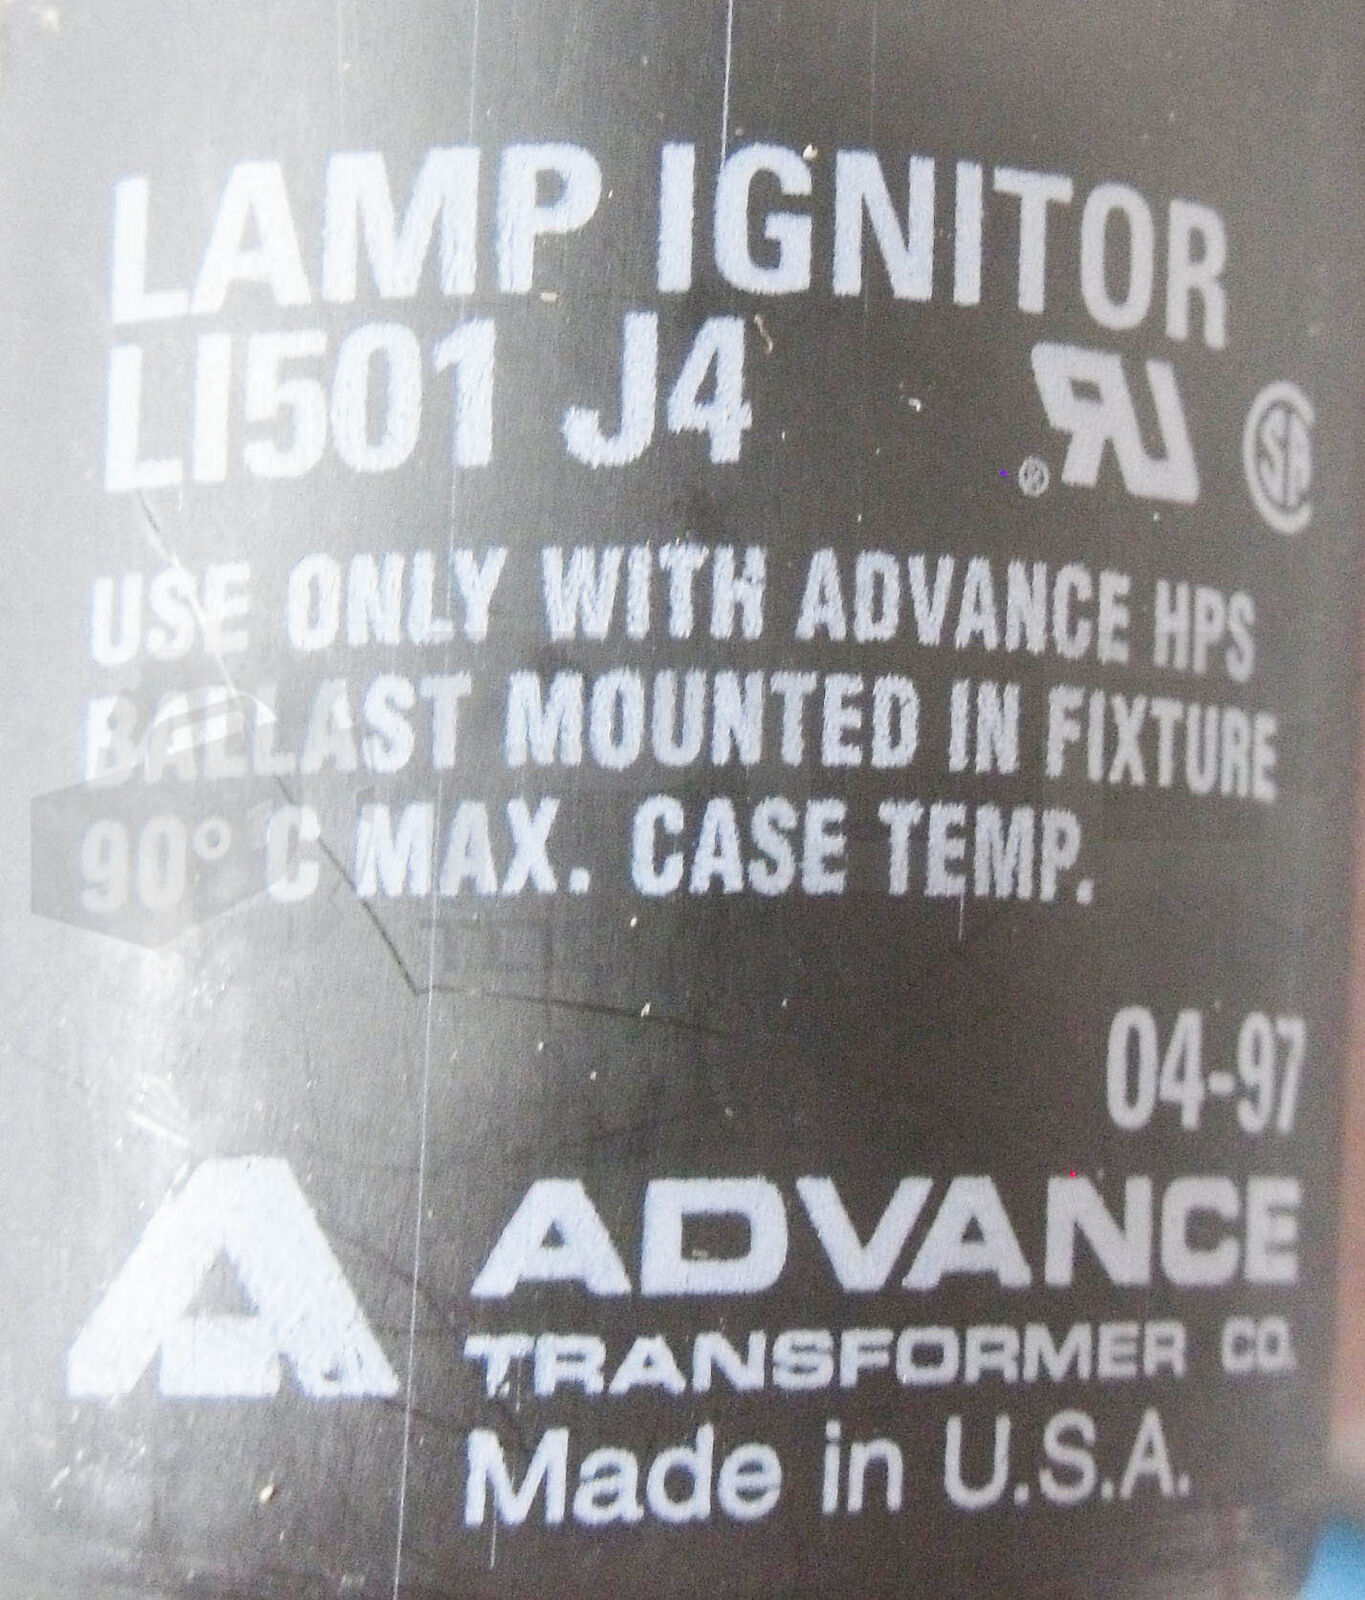 LAMP IGNITOR
LI501 J4
USE ONLY WITH ADVANCE HPS
BALLAST MOUNTED IN FIXTURE
90° C MAX. CASE TEMP.
04-97
ADVANCE
TRANSFORMER CO.
Made in U.S.A.